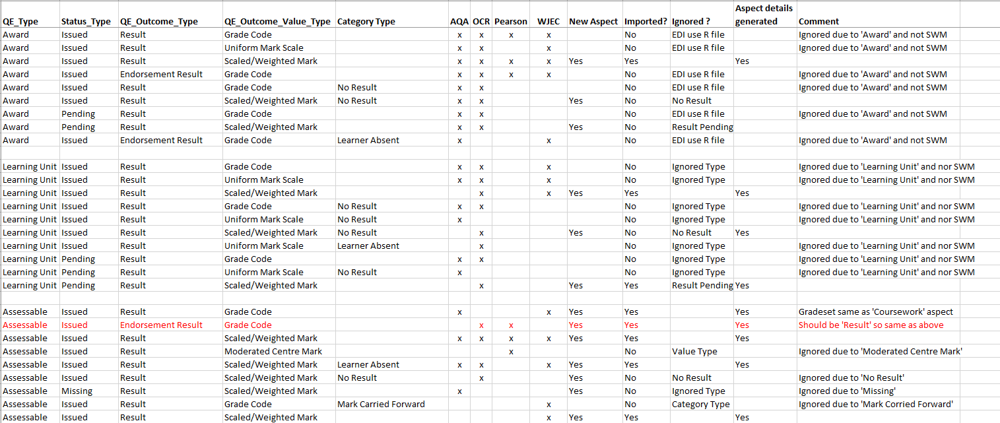 Aspect details
QE_Type Status_Type QE_Outcome_Type QE_Outcome_Value_Type Category Type AQA OCR Pearson WJEC New Aspect Imported? Ignored ? generated Comment
Award Issued Result Grade Code x x x x No EDI use R file Ignored due to 'Award' and not SWM
Award Issued Result Uniform Mark Scale x x x No EDI use R file Ignored due to 'Award' and not SWM
Award Issued Result Scaled/Weighted Mark x x x x Yes Yes Yes
Award Issued Endorsement Result Grade Code x x x x No EDI use R file Ignored due to 'Award' and not SWM
Award Issued Result Grade Code No Result x x No EDI use R file Ignored due to 'Award' and not SWM
Award Issued Result Scaled/Weighted Mark No Result x x Yes No No Result
Award Pending Result Grade Code x x No EDI use R file Ignored due to 'Award' and not SWM
Award Pending Result Scaled/Weighted Mark x x Yes No Result Pending
Award Issued Endorsement Result Grade Code Learner Absent x x No EDI use R file Ignored due to 'Award' and not SWM
Learning Unit Issued Result Grade Code x x x No Ignored Type Ignored due to 'Learning Unit' and nor SWM
Learning Unit Issued Result Uniform Mark Scale x x x No Ignored Type Ignored due to 'Learning Unit' and nor SWM
Learning Unit Issued Result Scaled/Weighted Mark x x Yes Yes Yes
Learning Unit Issued Result Grade Code No Result x x No Ignored Type Ignored due to 'Learning Unit' and nor SWM
Learning Unit Issued Result Uniform Mark Scale No Result x No Ignored Type Ignored due to 'Learning Unit' and nor SWM
Learning Unit Issued Result Scaled/Weighted Mark No Result x Yes No No Result Yes
Learning Unit Issued Result Uniform Mark Scale Learner Absent x No Ignored Type Ignored due to 'Learning Unit' and nor SWM
Learning Unit Pending Result Grade Code x x No Ignored Type Ignored due to 'Learning Unit' and nor SWM
Learning Unit Pending Result Uniform Mark Scale No Result x No Ignored Type Ignored due to 'Learning Unit' and nor SWM
Learning Unit Pending Result Scaled/Weighted Mark x Yes Yes Result Pending Yes
Assessable Issued Result Grade Code x x Yes Yes Yes Gradeset same as 'Coursework' aspect
Assessable Issued Endorsement Result Grade Code x x Yes Yes Yes Should be 'Result' so same as above
Assessable Issued Result Scaled/Weighted Mark x x x x Yes Yes Yes
Assessable Issued Result Moderated Centre Mark x No Value Type Ignored due to 'Moderated Centre Mark'
Assessable Issued Result Scaled/Weighted Mark Learner Absent x x x Yes Yes Yes
Assessable Issued Result Scaled/Weighted Mark No Result x Yes No No Result Ignored due to 'No Result'
Assessable Missing Result Scaled/Weighted Mark x Yes No Ignored Type Ignored due to 'Missing'
Assessable Issued Result Grade Code Mark Carried Forward x No Category Type Ignored due to 'Mark Corried Forward'
Assessable Issued Result Scaled/Weighted Mark x Yes Yes Yes